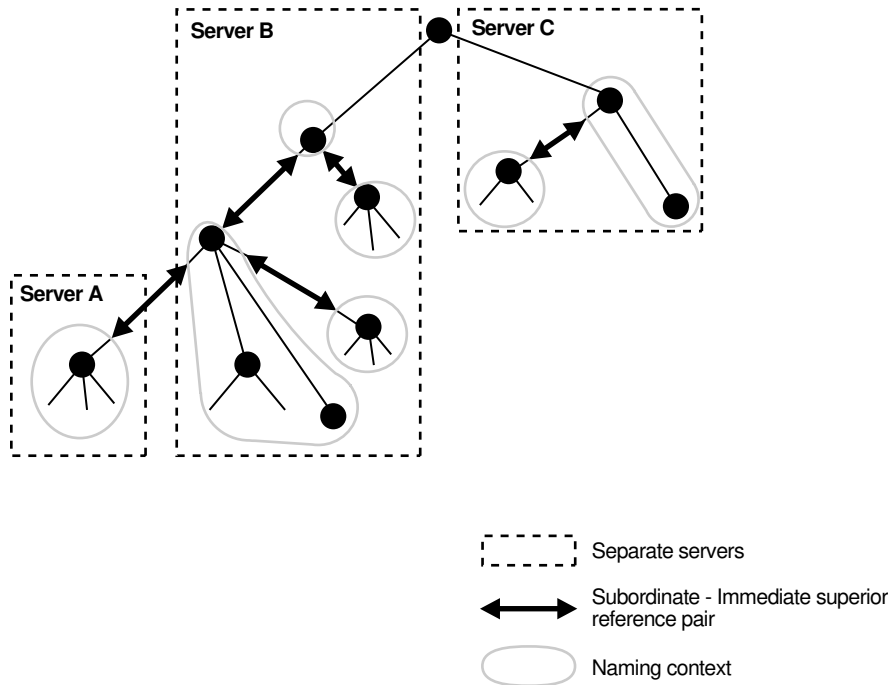 Server B
Server C
Server A
Separate servers
Subordinate - Immediate superior
reference pair
Naming context